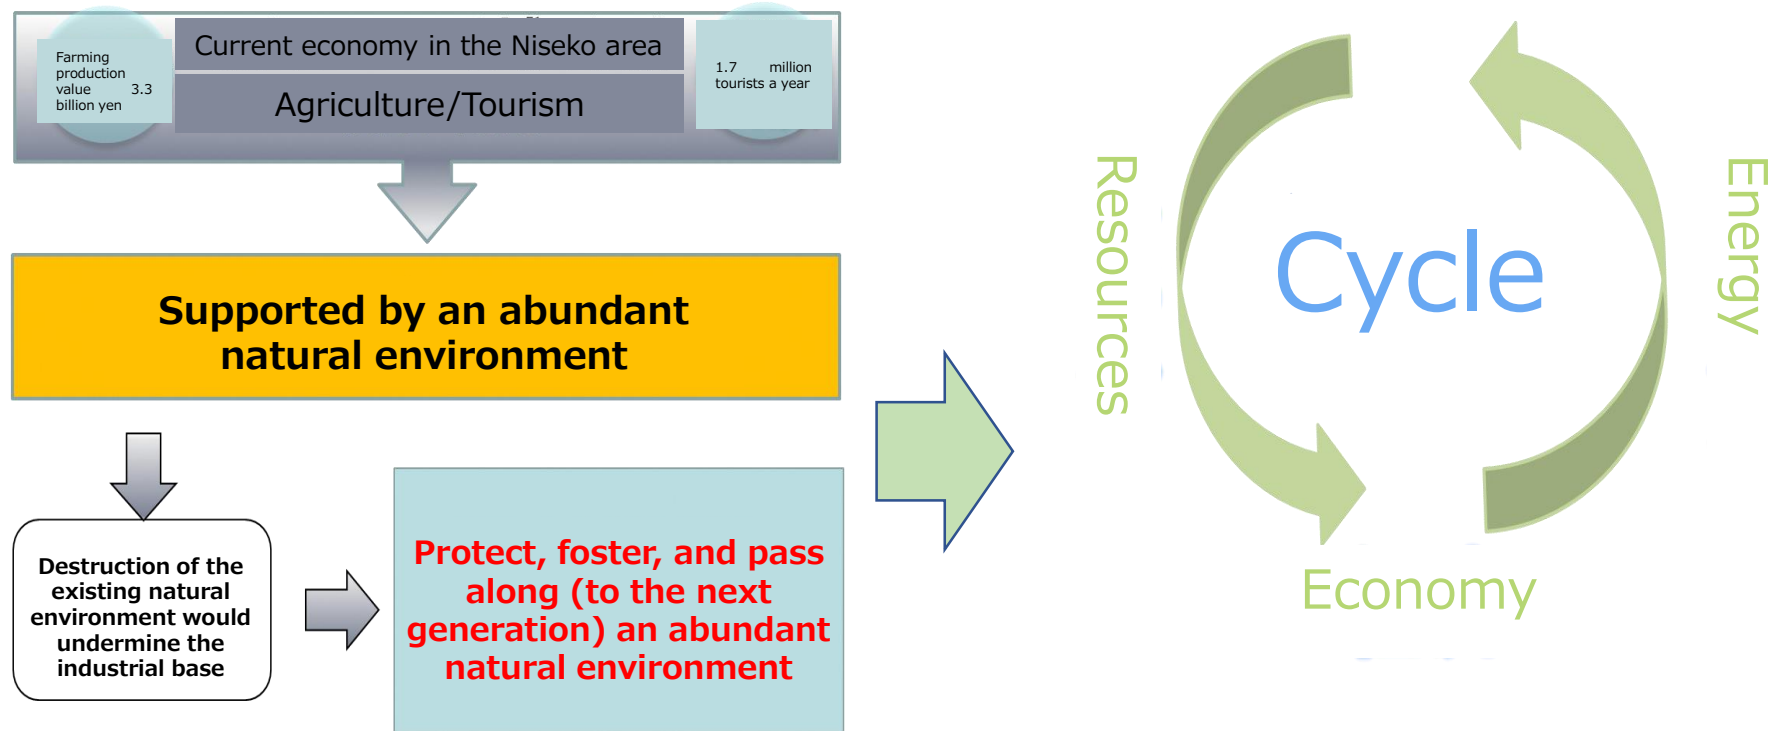 Farming
production
value 3.3
billion yen
Current economy in the Niseko area
Agriculture/Tourism
1.7 million
tourists a year
Supported by an abundant
natural environment
Destruction of the
existing natural
environment would
undermine the
industrial base
Protect, foster, and pass
along (to the next
generation) an abundant
natural environment
Resources
Cycle
Energy
Economy